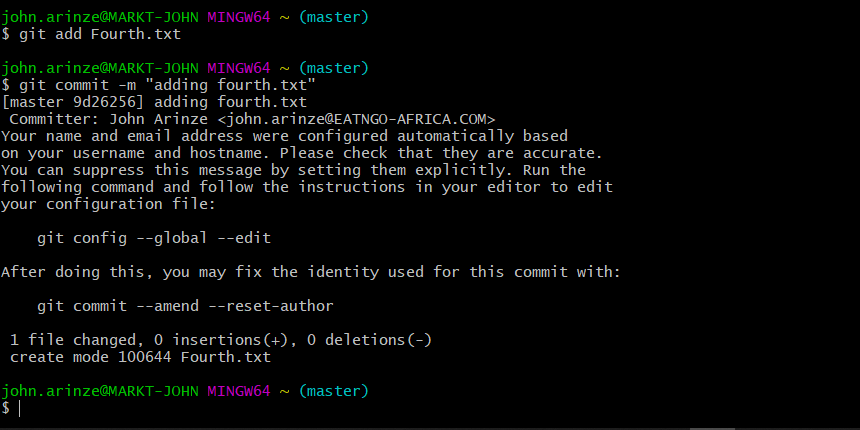 john.arinze@MARKT-JOHN MINGW64 ~ (master)
$ git add Fourth.txt
john.arinze@MARKT-JOHN MINGW64 ~ (master)
$ git commit -m "adding fourth.txt"
[master 9d26256] adding fourth.txt
 Committer: John Arinze <john.arinze@EATNGO-AFRICA.COM>
Your name and email address were configured automatically based
on your username and hostname. Please check that they are accurate.
You can suppress this message by setting them explicitly. Run the
following command and follow the instructions in your editor to edit
your configuration file:
    git config --global --edit
After doing this, you may fix the identity used for this commit with:
    git commit --amend --reset-author
 1 file changed, 0 insertions(+), 0 deletions(-)
 create mode 100644 Fourth.txt
john.arinze@MARKT-JOHN MINGW64 ~ (master)
$